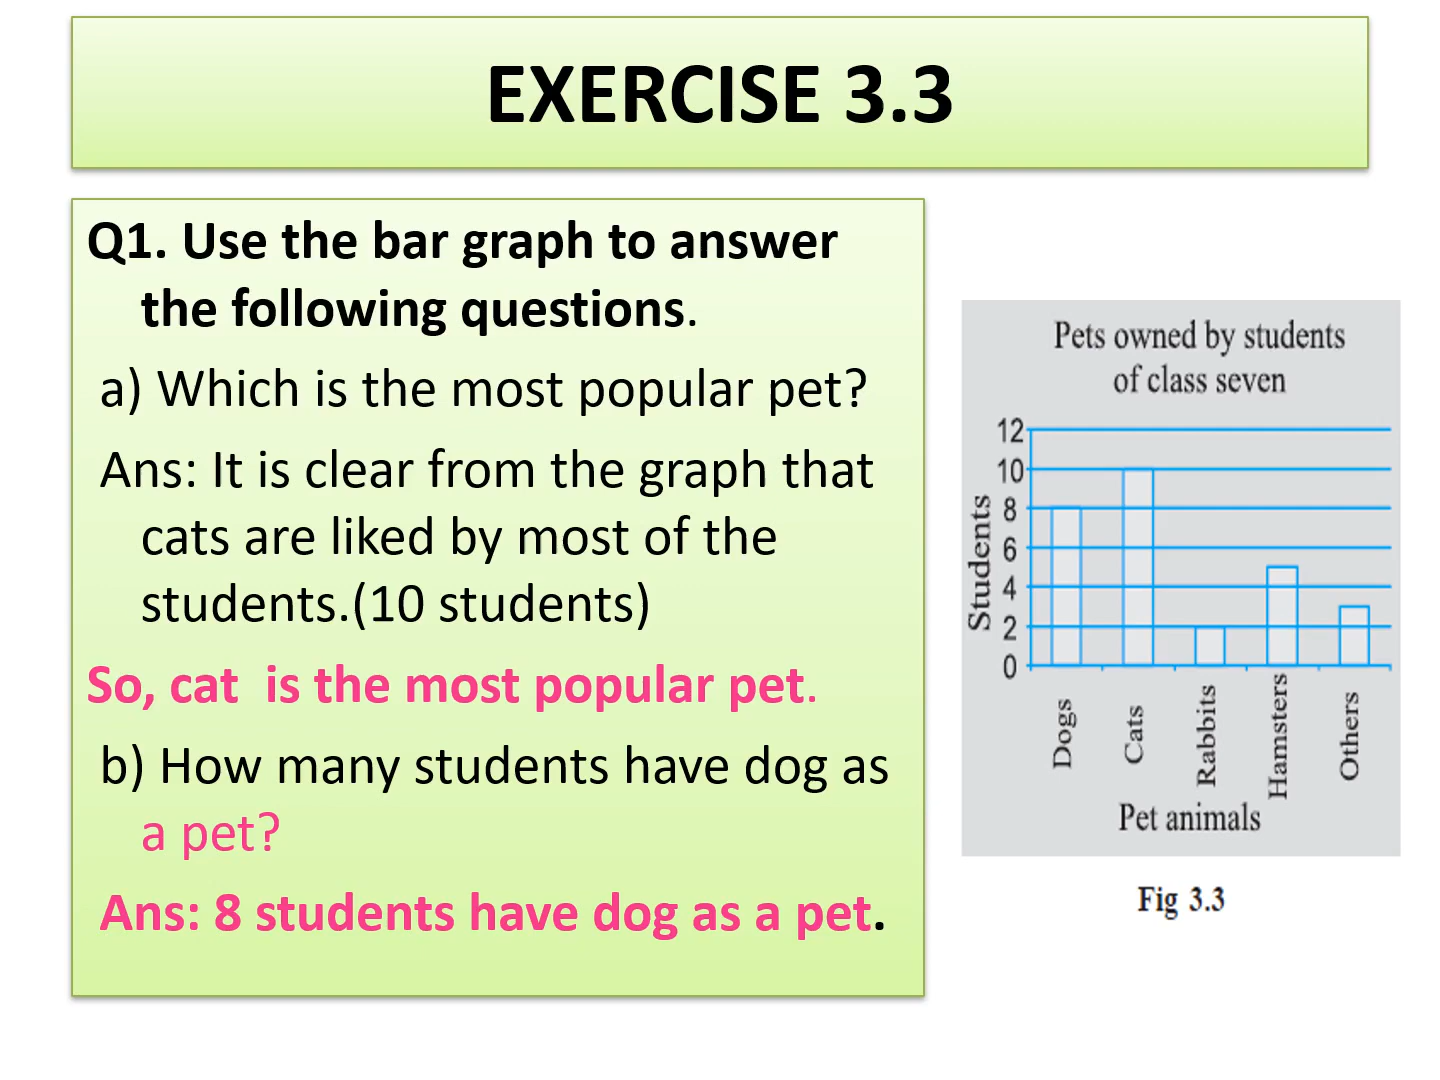 EXERCISE 3.3
Q1. Use the bar graph to answer
the following questions.
a) Which is the most popular pet?
Ans: It is clear from the graph that
cats are liked by most of the
students.(10 students)
So, cat  is the most popular pet.
b) How many students have dog as
a pet?
Ans: 8 students have dog as a pet.
Pets owned by students
of class seven
12
10
8
6
4
2
0
Students
Dogs
Cats
Rabbits
Hamsters
Others
Pet animals
Fig 3.3